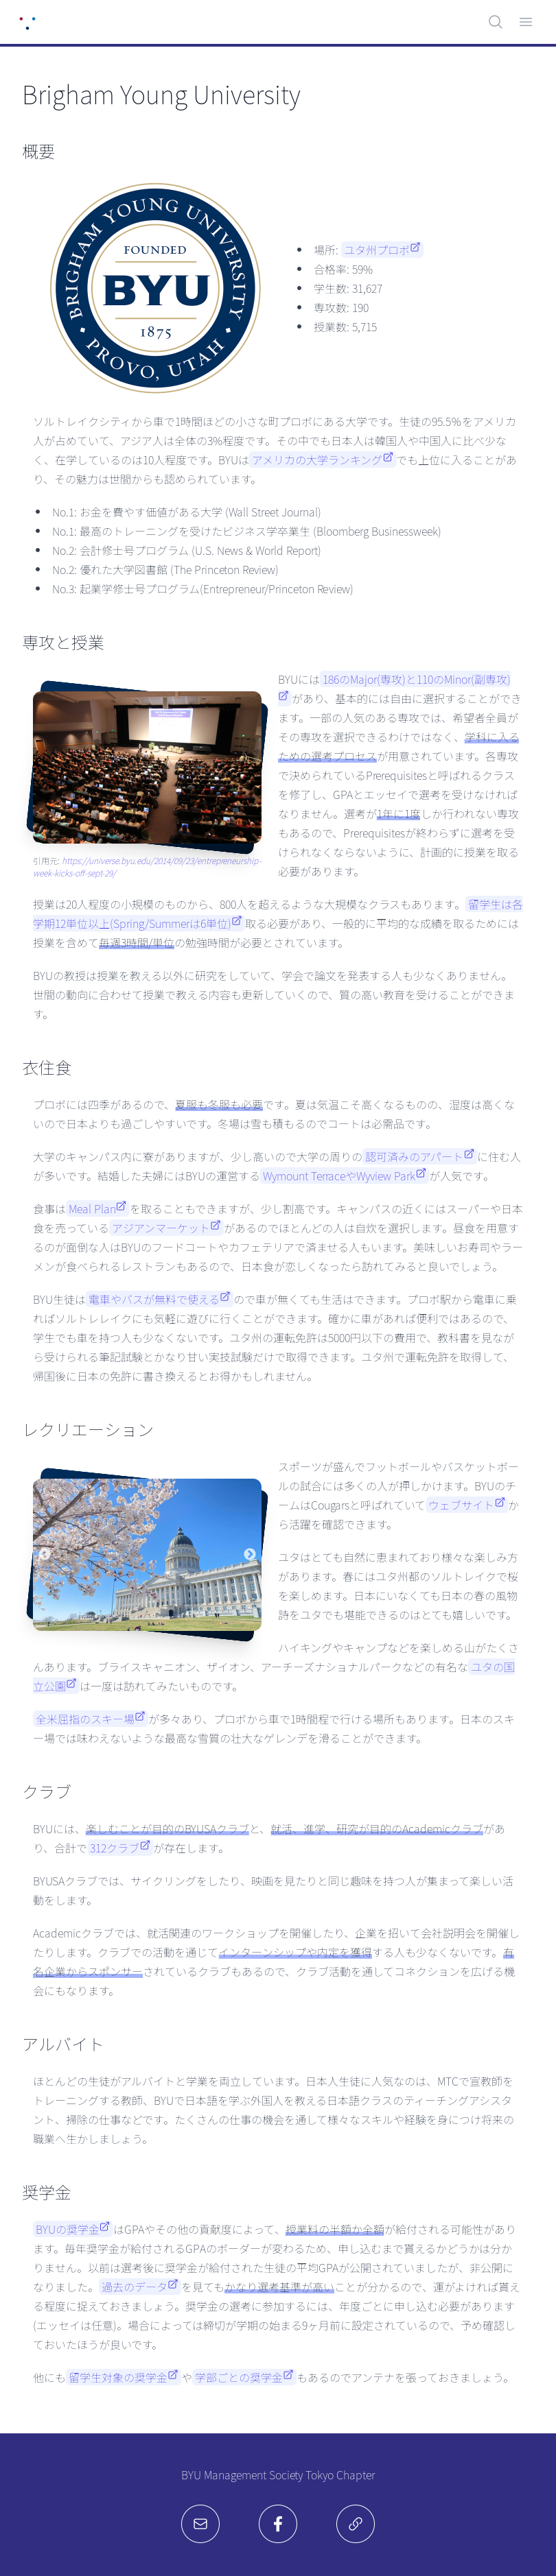 Brigham Young University
概要
BRIGHAM YOUNG UNIVERSITY
FOUNDED
BYU
1875
PROVO, UTAH
場所: ユタ州プロボ
合格率: 59%
学生数: 31,627
専攻数: 190
授業数: 5,715
ソルトレイクシティから車で1時間ほどの小さな町プロボにある大学です。生徒の95.5%をアメリカ
人が占めていて、アジア人は全体の3%程度です。その中でも日本人は韓国人や中国人に比べ少な
く、在学しているのは10人程度です。BYUはアメリカの大学ランキングでも上位に入ることがあ
り、その魅力は世間からも認められています。
No.1: お金を費やす価値がある大学 (Wall Street Journal)
No.1: 最高のトレーニングを受けたビジネス学卒業生 (Bloomberg Businessweek)
No.2: 会計修士号プログラム (U.S. News & World Report)
No.2: 優れた大学図書館 (The Princeton Review)
No.3: 起業学修士号プログラム(Entrepreneur/Princeton Review)
専攻と授業
BYUには186のMajor(専攻)と110のMinor(副専攻)
があり、基本的には自由に選択することができ
ます。一部の人気のある専攻では、希望者全員が
その専攻を選択できるわけではなく、学科に入る
ための選考プロセスが用意されています。各専攻
で決められているPrerequisitesと呼ばれるクラス
を修了し、GPAとエッセイで選考を受けなければ
なりません。選考が1年に1度しか行われない専攻
もあるので、Prerequisitesが終わらずに選考を受
けられなくならないように、計画的に授業を取る
必要があります。
引用元: https://universe.byu.edu/2014/09/23/entrepreneurship-
week-kicks-off-sept-29/
授業は20人程度の小規模のものから、800人を超えるような大規模なクラスもあります。留学生は各
学期12単位以上(Spring/Summerは6単位)取る必要があり、一般的に平均的な成績を取るためには
授業を含めて毎週3時間/単位の勉強時間が必要とされています。
BYUの教授は授業を教える以外に研究をしていて、学会で論文を発表する人も少なくありません。
世間の動向に合わせて授業で教える内容も更新していくので、質の高い教育を受けることができま
す。
衣住食
プロボには四季があるので、夏服も冬服も必要です。夏は気温こそ高くなるものの、湿度は高くな
いので日本よりも過ごしやすいです。冬場は雪も積もるのでコートは必需品です。
大学のキャンパス内に寮がありますが、少し高いので大学の周りの認可済みのアパートに住む人
が多いです。結婚した夫婦にはBYUの運営するWymount TerraceやWyview Parkが人気です。
食事はMeal Planを取ることもできますが、少し割高です。キャンパスの近くにはスーパーや日本
食を売っているアジアンマーケットがあるのでほとんどの人は自炊を選択します。昼食を用意す
るのが面倒な人はBYUのフードコートやカフェテリアで済ませる人もいます。美味しいお寿司やラー
メンが食べられるレストランもあるので、日本食が恋しくなったら訪れてみると良いでしょう。
BYU生徒は電車やバスが無料で使えるので車が無くても生活はできます。プロボ駅から電車に乗
ればソルトレレイクにも気軽に遊びに行くことができます。確かに車があれば便利ではあるので、
学生でも車を持つ人も少なくないです。ユタ州の運転免許は5000円以下の費用で、教科書を見なが
ら受けられる筆記試験とかなり甘い実技試験だけで取得できます。ユタ州で運転免許を取得して、
帰国後に日本の免許に書き換えるとお得かもしれません。
レクリエーション
スポーツが盛んでフットボールやバスケットボー
ルの試合には多くの人が押しかけます。BYUのチ
ームはCougarsと呼ばれていてウェブサイトか
ら活躍を確認できます。
ユタはとても自然に恵まれており様々な楽しみ方
があります。春にはユタ州都のソルトレイクで桜
を楽しめます。日本にいなくても日本の春の風物
詩をユタでも堪能できるのはとても嬉しいです。
ハイキングやキャンプなどを楽しめる山がたくさ
んあります。ブライスキャニオン、ザイオン、アーチーズナショナルパークなどの有名なユタの国
立公園は一度は訪れてみたいものです。
全米屈指のスキー場が多々あり、プロボから車で1時間程で行ける場所もあります。日本のスキ
ー場では味わえないような最高な雪質の壮大なゲレンデを滑ることができます。
クラブ
BYUには、楽しむことが目的のBYUSAクラブと、就活、進学、研究が目的のAcademicクラブがあ
り、合計で312クラブが存在します。
BYUSAクラブでは、サイクリングをしたり、映画を見たりと同じ趣味を持つ人が集まって楽しい活
動をします。
Academicクラブでは、就活関連のワークショップを開催したり、企業を招いて会社説明会を開催し
たりします。クラブでの活動を通じてインターンシップや内定を獲得する人も少なくないです。有
名企業からスポンサーされているクラブもあるので、クラブ活動を通してコネクションを広げる機
会にもなります。
アルバイト
ほとんどの生徒がアルバイトと学業を両立しています。日本人生徒に人気なのは、MTCで宣教師を
トレーニングする教師、BYUで日本語を学ぶ外国人を教える日本語クラスのティーチングアシスタ
ント、掃除の仕事などです。たくさんの仕事の機会を通して様々なスキルや経験を身につけ将来の
職業へ生かしましょう。
奨学金
BYUの奨学金はGPAやその他の貢献度によって、授業料の半額か全額が給付される可能性があり
ます。毎年奨学金が給付されるGPAのボーダーが変わるため、申し込むまで貰えるかどうかは分か
りません。以前は選考後に奨学金が給付された生徒の平均GPAが公開されていましたが、非公開に
なりました。過去のデータを見てもかなり選考基準が高いことが分かるので、運がよければ貰え
る程度に捉えておきましょう。奨学金の選考に参加するには、年度ごとに申し込む必要があります
(エッセイは任意)。場合によっては締切が学期の始まる9ヶ月前に設定されているので、予め確認し
ておいたほうが良いです。
他にも留学生対象の奨学金や学部ごとの奨学金もあるのでアンテナを張っておきましょう。
BYU Management Society Tokyo Chapter